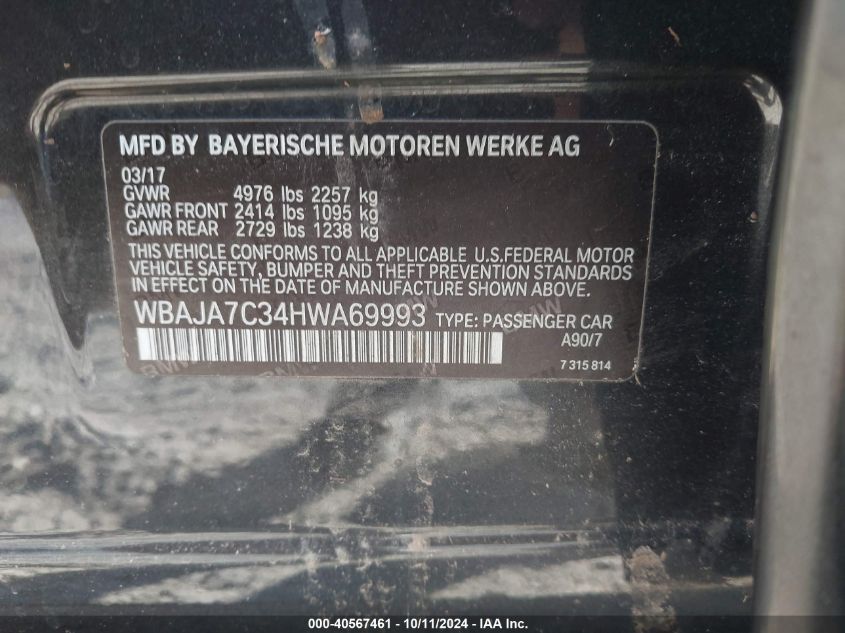 MFD BY BAYERISCHE MOTOREN WERKE AG
03/17
GVWR 4976 lbs 2257 kg
GAWR FRONT 2414 lbs 1095 kg
GAWR REAR 2729 lbs 1238 kg
THIS VEHICLE CONFORMS TO ALL APPLICABLE U.S.FEDERAL MOTOR
VEHICLE SAFETY, BUMPER AND THEFT PREVENTION STANDARDS
IN EFFECT ON THE DATE OF MANUFACTURE SHOWN ABOVE.
WBAJA7C34HWA69993 TYPE: PASSENGER CAR
A90/7
7 315 814
000-40567461 - 10/11/2024 - IAA Inc.